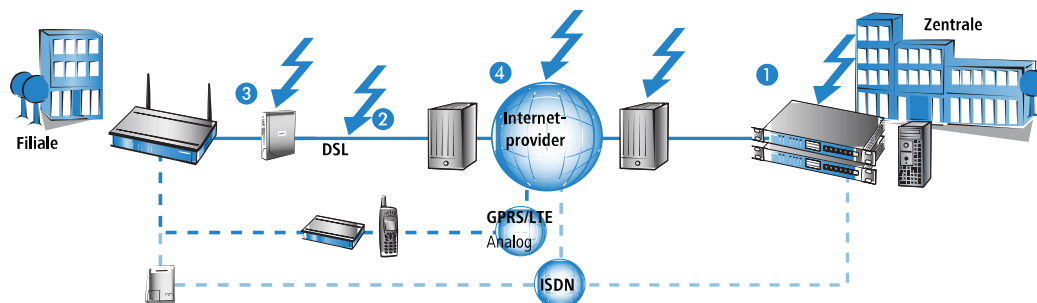 Zentrale
4
1
3
2
Internet-
provider
Filiale
DSL
GPRS/LTE
Analog
ISDN